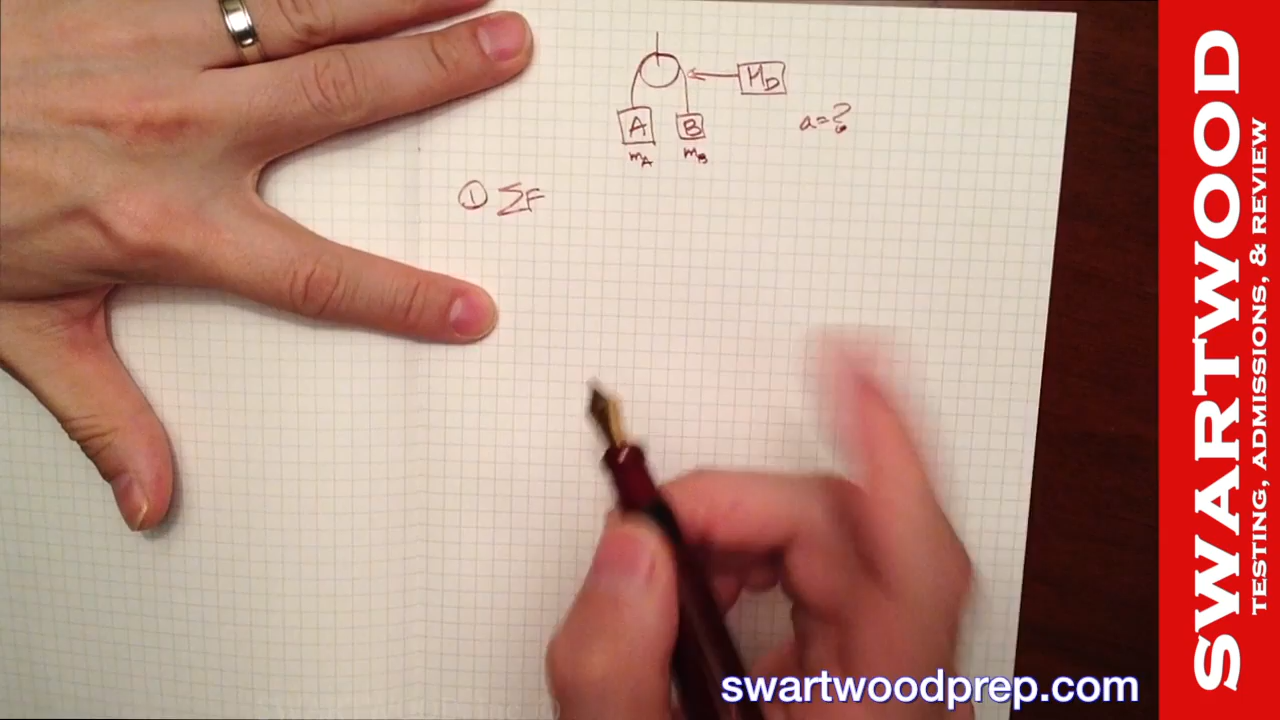 M_D
A
B
a=?
m_A
m_B
① ΣF
SWARTWOOD
TESTING, ADMISSIONS, & REVIEW
swartwoodprep.com